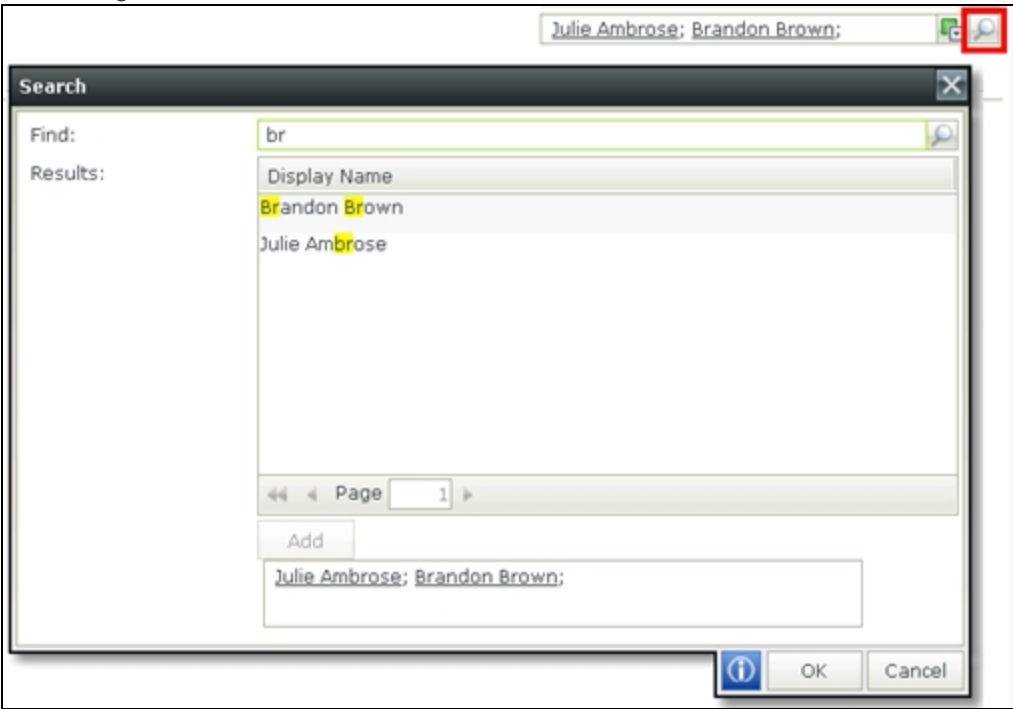 Julie Ambrose; Brandon Brown;
Search
Find:
br
Results:
Display Name
Brandon Brown
Julie Ambrose
Page 1
Add
Julie Ambrose; Brandon Brown;
OK
Cancel